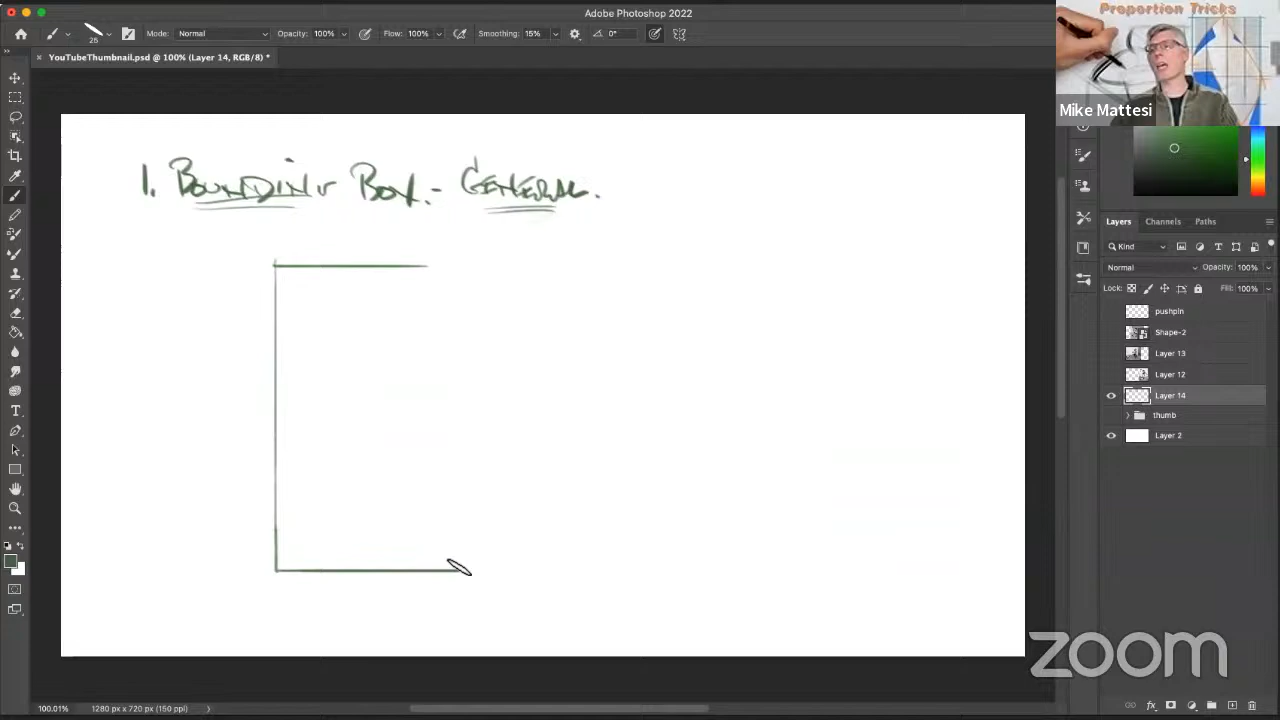 Adobe Photoshop 2022
25 Mode: Normal Opacity: 100% Flow: 100% Smoothing: 15% 0°
× YouTubeThumbnail.psd @ 100% (Layer 14, RGB/8) *
Proportion Tricks
Mike Mattesi
1. BOUNDING BOX. - GENERAL.
Layers Channels Paths
Kind
Normal Opacity: 100%
Lock: Fill: 100%
pushpin
Shape-2
Layer 13
Layer 12
Layer 14
thumb
Layer 2
zoom
100.01% 1280 px x 720 px (150 ppi)